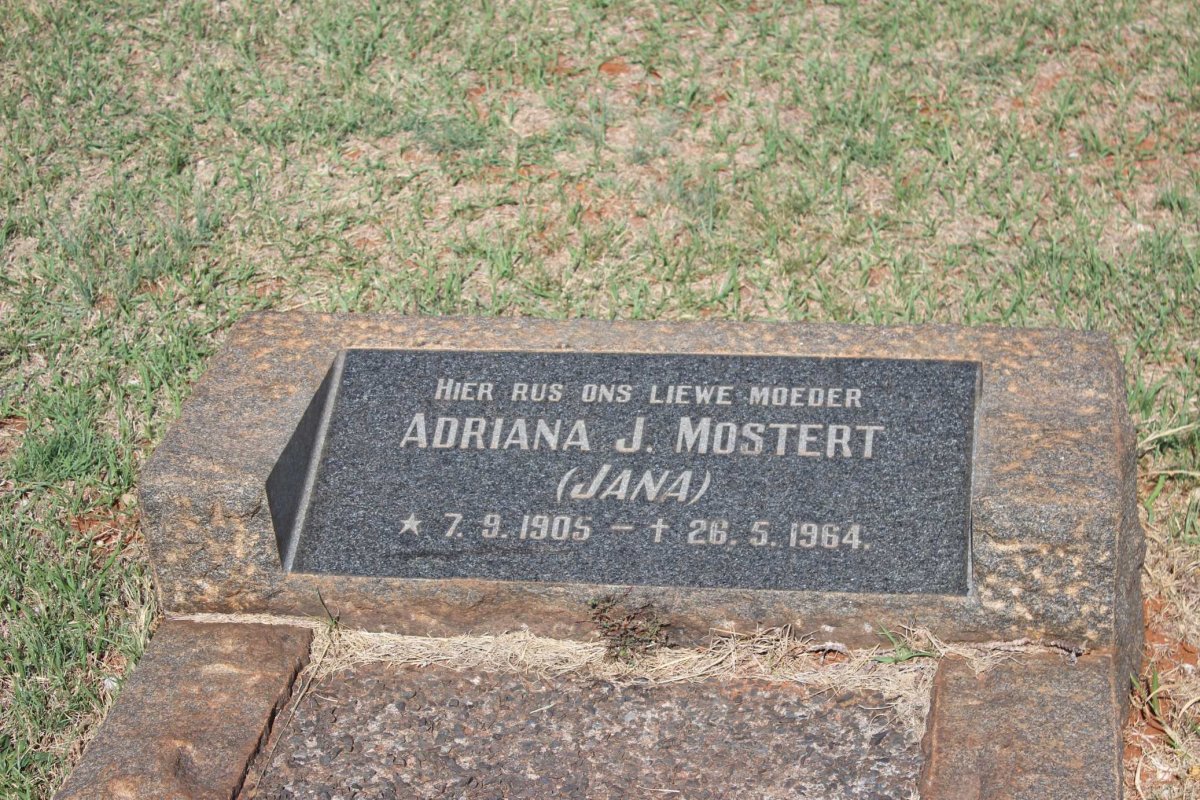 HIER RUS ONS LIEWE MOEDER
ADRIANA J. MOSTERT
(JANA)
★ 7. 9. 1905 – † 26. 5. 1964.